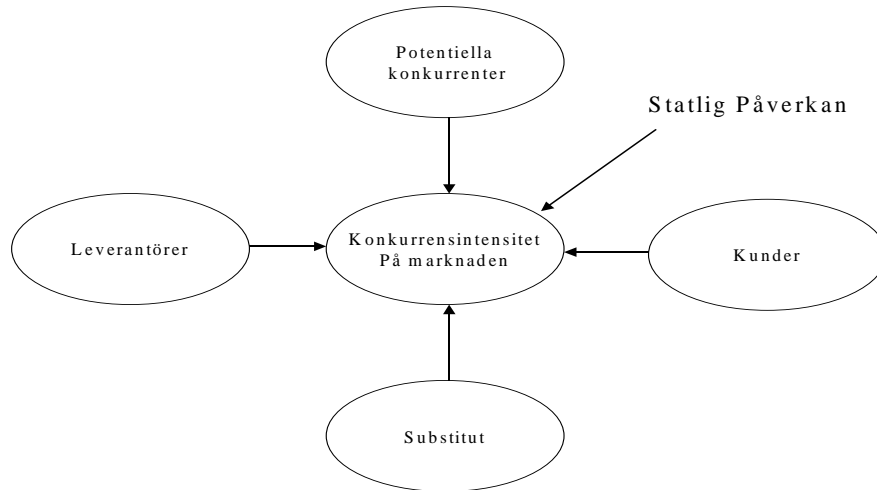 Potentiella
konkurrenter
Statlig Påverkan
Leverantörer
Konkurrensintensitet
På marknaden
Kunder
Substitut